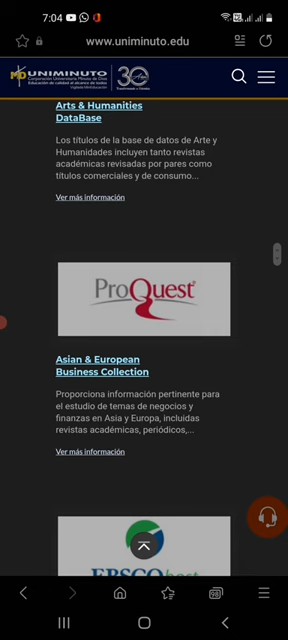 7:04
www.uniminuto.edu
UNIMINUTO
Corporación Universitaria Minuto de Dios
Educación de calidad al alcance de todos
Vigilada MinEducación
30
Arts & Humanities
DataBase
Los títulos de la base de datos de Arte y
Humanidades incluyen tanto revistas
académicas revisadas por pares como
títulos comerciales y de consumo...
Ver más información
ProQuest
Asian & European
Business Collection
Proporciona información pertinente para
el estudio de temas de negocios y
finanzas en Asia y Europa, incluidas
revistas académicas, periódicos,...
Ver más información
EBSCOhost
98